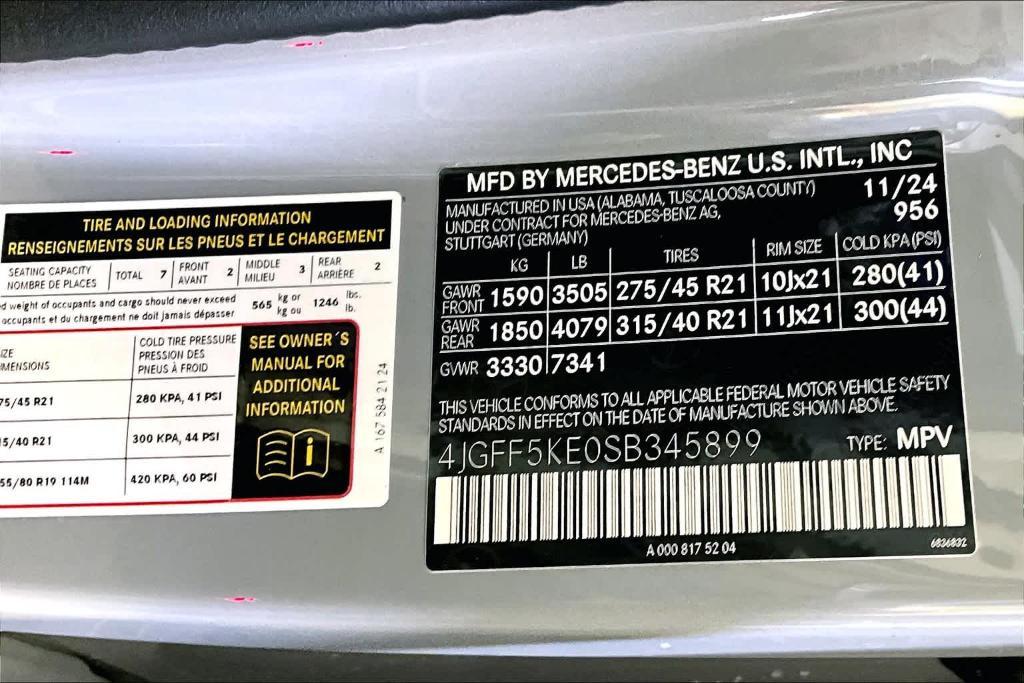 TIRE AND LOADING INFORMATION
RENSEIGNEMENTS SUR LES PNEUS ET LE CHARGEMENT
SEATING CAPACITY
NOMBRE DE PLACES
TOTAL 7
FRONT
AVANT
2
MIDDLE
MILIEU
3
REAR
ARRIÈRE
2
weight of occupants and cargo should never exceed
occupants et du chargement ne doit jamais dépasser
565 kg or
kg ou
1246 lbs.
lb.
COLD TIRE PRESSURE
PRESSION DES
PNEUS À FROID
5/45 R21
280 KPA, 41 PSI
5/40 R21
300 KPA, 44 PSI
55/80 R19 114M
420 KPA, 60 PSI
SEE OWNER´S
MANUAL FOR
ADDITIONAL
INFORMATION
A 167 584 21 24
MFD BY MERCEDES-BENZ U.S. INTL., INC
MANUFACTURED IN USA (ALABAMA, TUSCALOOSA COUNTY)
UNDER CONTRACT FOR MERCEDES-BENZ AG,
STUTTGART (GERMANY)
11/24
956
KG LB TIRES RIM SIZE COLD KPA(PSI)
GAWR
FRONT
1590 3505 275/45 R21 10Jx21 280(41)
GAWR
REAR
1850 4079 315/40 R21 11Jx21 300(44)
GVWR 3330 7341
THIS VEHICLE CONFORMS TO ALL APPLICABLE FEDERAL MOTOR VEHICLE SAFETY
STANDARDS IN EFFECT ON THE DATE OF MANUFACTURE SHOWN ABOVE.
4JGFF5KE0SB345899
TYPE: MPV
A 000 817 52 04
6836832